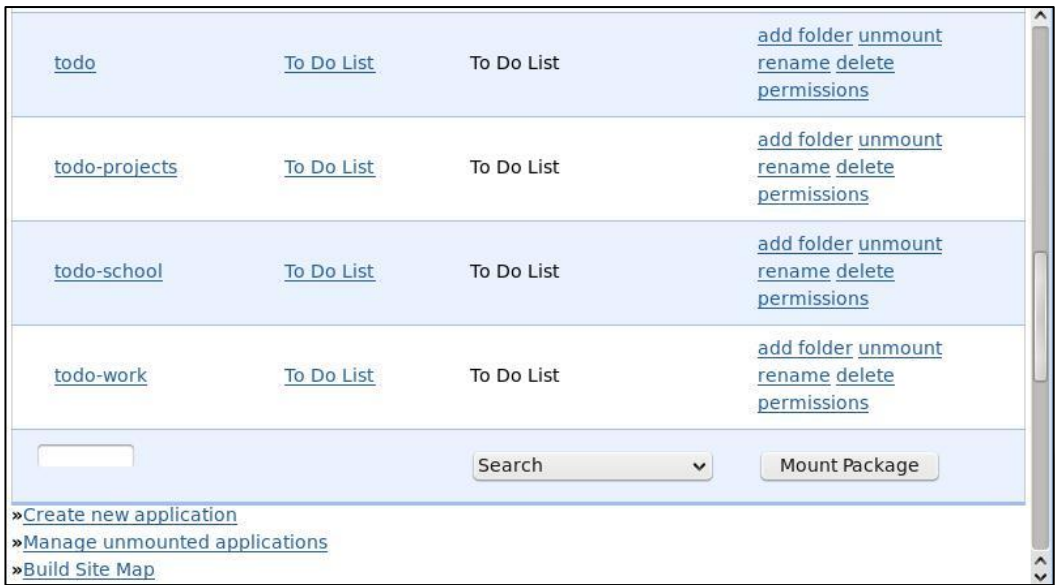 add folder unmount
todo To Do List To Do List rename delete
permissions
add folder unmount
todo-projects To Do List To Do List rename delete
permissions
add folder unmount
todo-school To Do List To Do List rename delete
permissions
add folder unmount
todo-work To Do List To Do List rename delete
permissions
Search Mount Package
»Create new application
»Manage unmounted applications
»Build Site Map